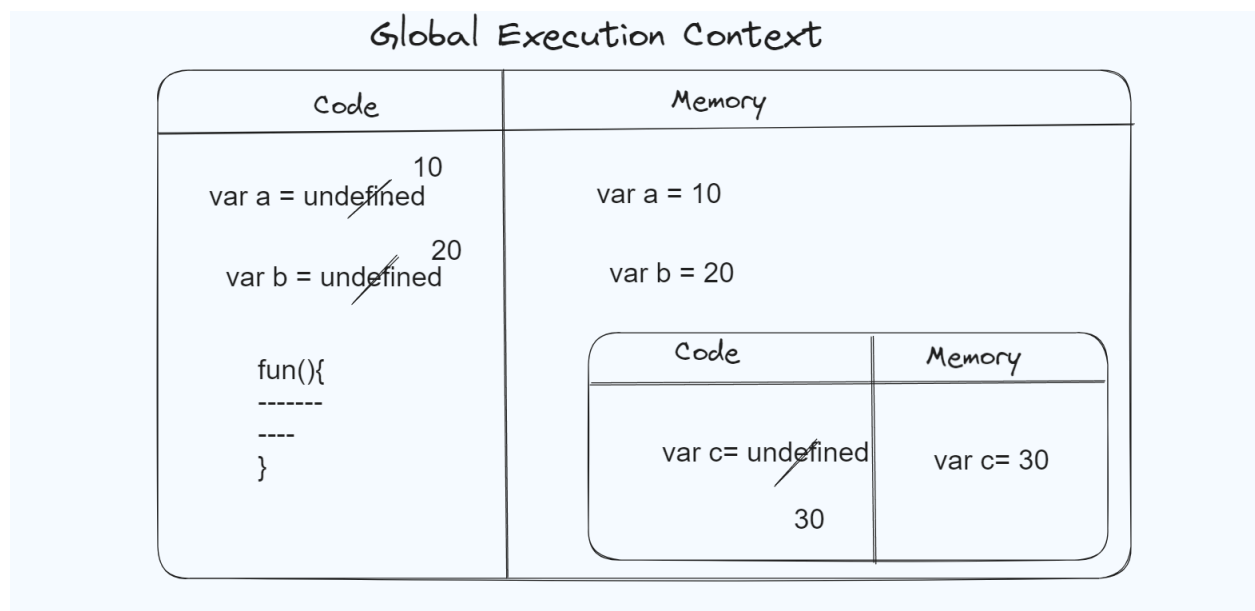 Global Execution Context
Code
Memory
10
var a = undefined
var a = 10
20
var b = undefined
var b = 20
fun(){
-------
----
}
Code
Memory
var c= undefined
var c= 30
30